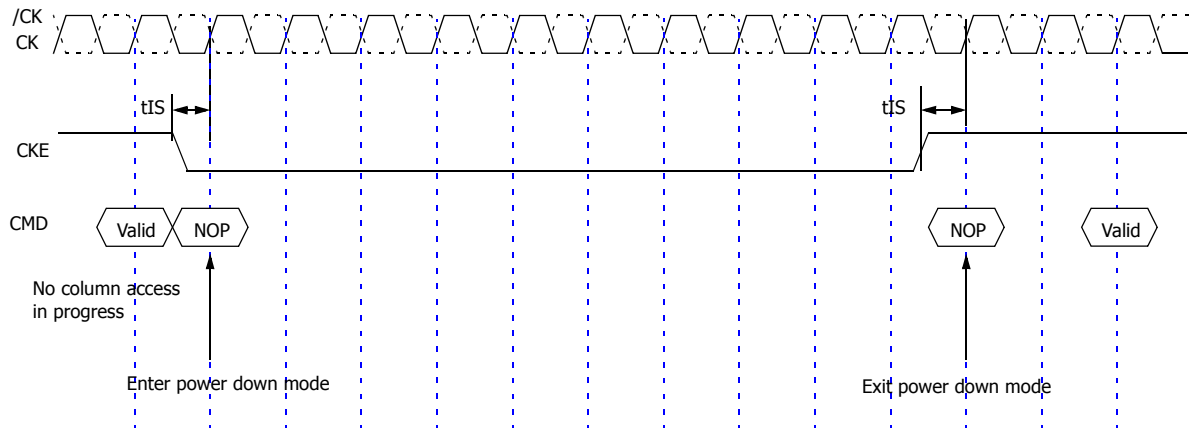 /CK
CK
tIS
tIS
CKE
CMD
Valid
NOP
NOP
Valid
No column access
in progress
Enter power down mode
Exit power down mode